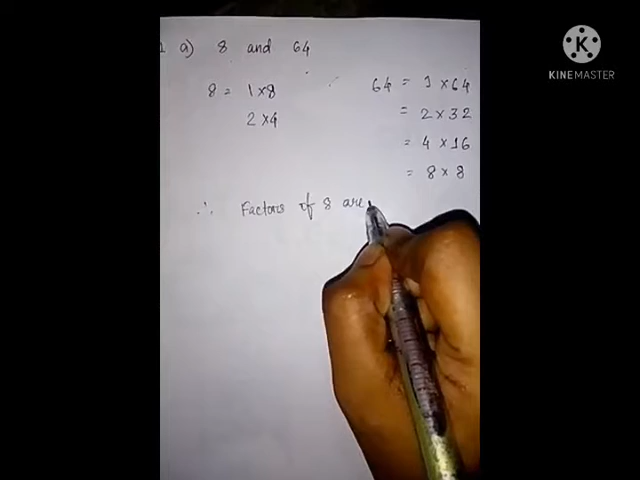 1 a) 8 and 64
8 = 1×8
2×4
64 = 1×64
= 2×32
= 4×16
= 8×8
∴ Factors of 8 are
KINEMASTER